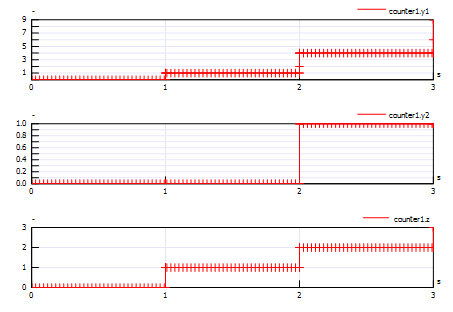 - counter1.y1
9
7
5
3
1
s
0 1 2 3
- counter1.y2
1.0
0.8
0.6
0.4
0.2
0.0
s
0 1 2 3
- counter1.z
3
2
1
0
s
0 1 2 3